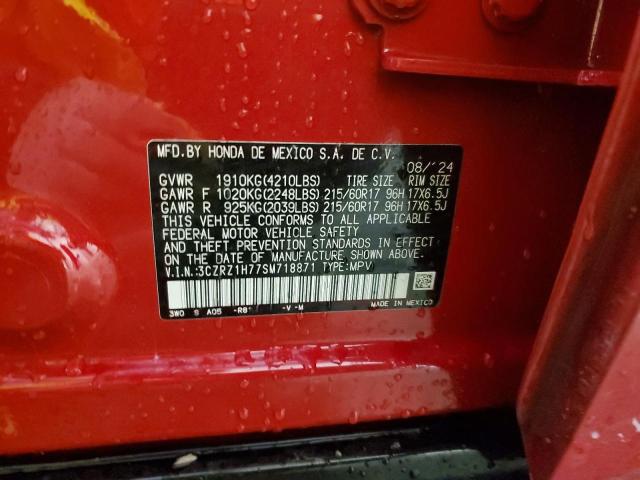 MFD.BY HONDA DE MEXICO S.A. DE C.V. 08/'24
GVWR 1910KG(4210LBS) TIRE SIZE RIM SIZE
GAWR F 1020KG(2248LBS) 215/60R17 96H 17X6.5J
GAWR R 925KG(2039LBS) 215/60R17 96H 17X6.5J
THIS VEHICLE CONFORMS TO ALL APPLICABLE
FEDERAL MOTOR VEHICLE SAFETY
AND THEFT PREVENTION STANDARDS IN EFFECT
ON THE DATE OF MANUFACTURE SHOWN ABOVE.
V.I.N.:3CZRZ1H77SM718871 TYPE:MPV
3W0 S A05 -R8* -V -M MADE IN MEXICO